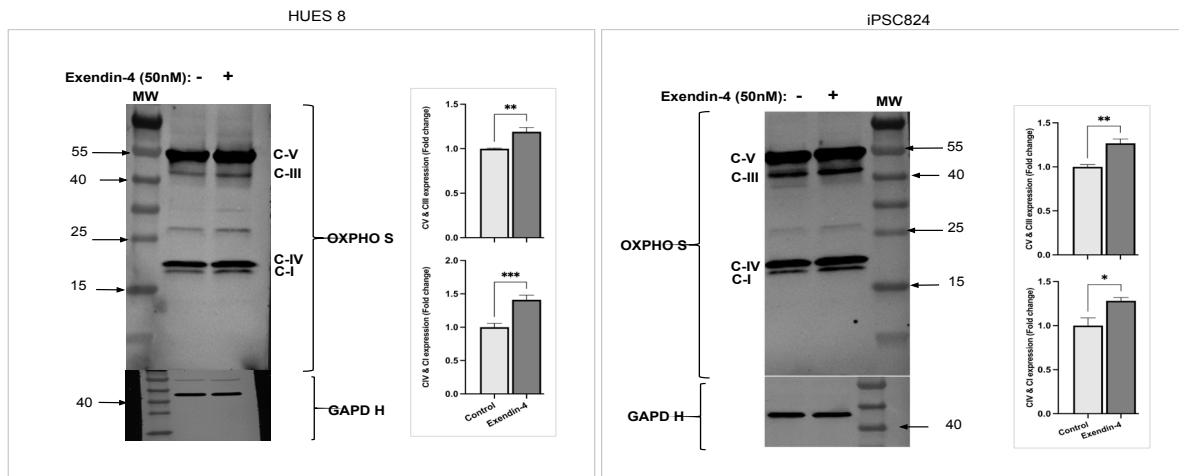 HUES 8
Exendin-4 (50nM): - +
MW
55
40
25
15
40
C-V
C-III
C-IV
C-I
OXPHO S
GAPD H
CV & CIII expression (Fold change)
1.5
1.0
0.5
0.0
**
CIV & CI expression (Fold change)
2.0
1.5
1.0
0.5
0.0
***
Control
Exendin-4
iPSC824
Exendin-4 (50nM): - +
MW
C-V
C-III
OXPHO S
C-IV
C-I
GAPD H
55
40
25
15
40
CV & CIII expression (Fold change)
1.5
1.0
0.5
0.0
**
CIV & CI expression (Fold change)
1.5
1.0
0.5
0.0
*
Control
Exendin-4